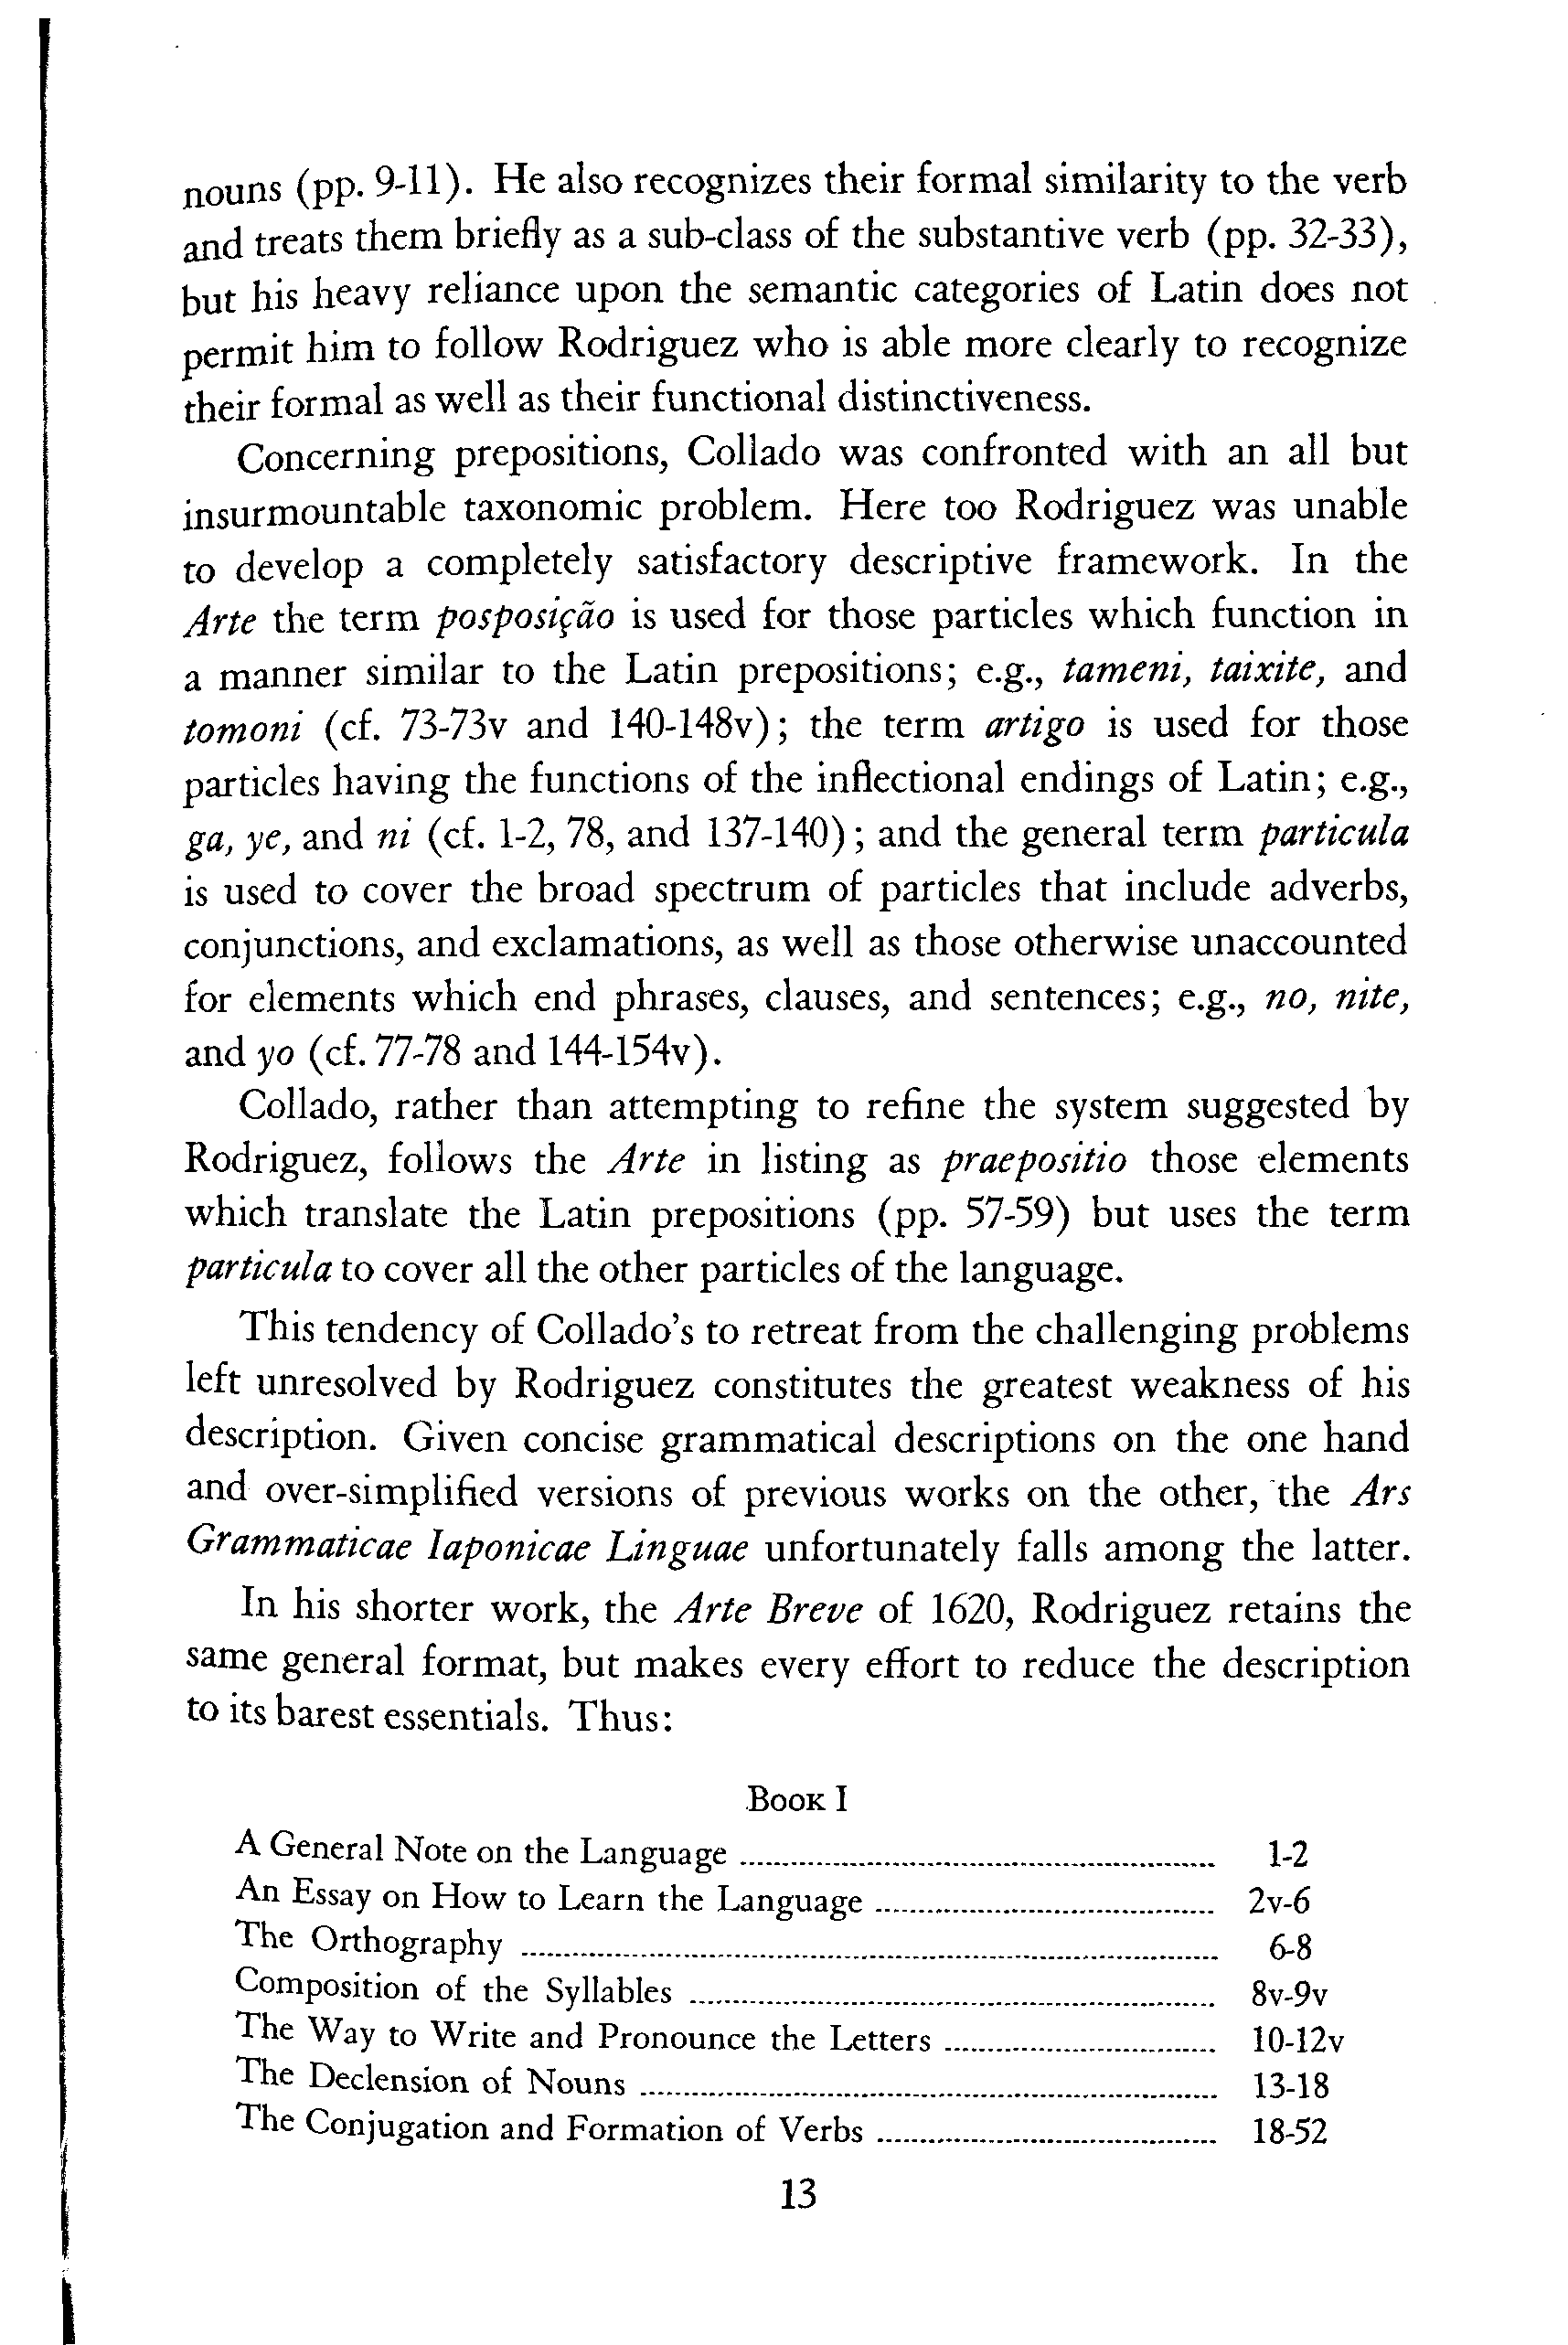 nouns (pp. 9-11). He also recognizes their formal similarity to the verb
and treats them briefly as a sub-class of the substantive verb (pp. 32-33),
but his heavy reliance upon the semantic categories of Latin does not
permit him to follow Rodriguez who is able more clearly to recognize
their formal as well as their functional distinctiveness.
Concerning prepositions, Collado was confronted with an all but
insurmountable taxonomic problem. Here too Rodriguez was unable
to develop a completely satisfactory descriptive framework. In the
Arte the term posposição is used for those particles which function in
a manner similar to the Latin prepositions; e.g., tameni, taixite, and
tomoni (cf. 73-73v and 140-148v); the term artigo is used for those
particles having the functions of the inflectional endings of Latin; e.g.,
ga, ye, and ni (cf. 1-2, 78, and 137-140); and the general term particula
is used to cover the broad spectrum of particles that include adverbs,
conjunctions, and exclamations, as well as those otherwise unaccounted
for elements which end phrases, clauses, and sentences; e.g., no, nite,
and yo (cf. 77-78 and 144-154v).
Collado, rather than attempting to refine the system suggested by
Rodriguez, follows the Arte in listing as praepositio those elements
which translate the Latin prepositions (pp. 57-59) but uses the term
particula to cover all the other particles of the language.
This tendency of Collado's to retreat from the challenging problems
left unresolved by Rodriguez constitutes the greatest weakness of his
description. Given concise grammatical descriptions on the one hand
and over-simplified versions of previous works on the other, the Ars
Grammaticae Iaponicae Linguae unfortunately falls among the latter.
In his shorter work, the Arte Breve of 1620, Rodriguez retains the
same general format, but makes every effort to reduce the description
to its barest essentials. Thus:
Book I
A General Note on the Language ........ 1-2
An Essay on How to Learn the Language ........ 2v-6
The Orthography ........ 6-8
Composition of the Syllables ........ 8v-9v
The Way to Write and Pronounce the Letters ........ 10-12v
The Declension of Nouns ........ 13-18
The Conjugation and Formation of Verbs ........ 18-52
13